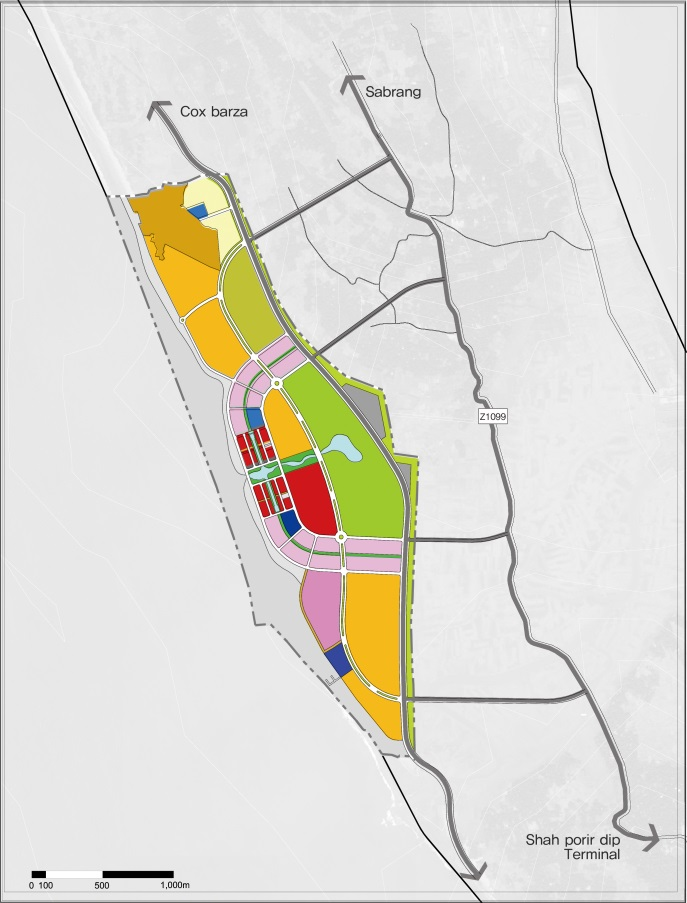 Sabrang
Cox barza
Z1099
Shah porir dip
Terminal
0 100 500 1,000m